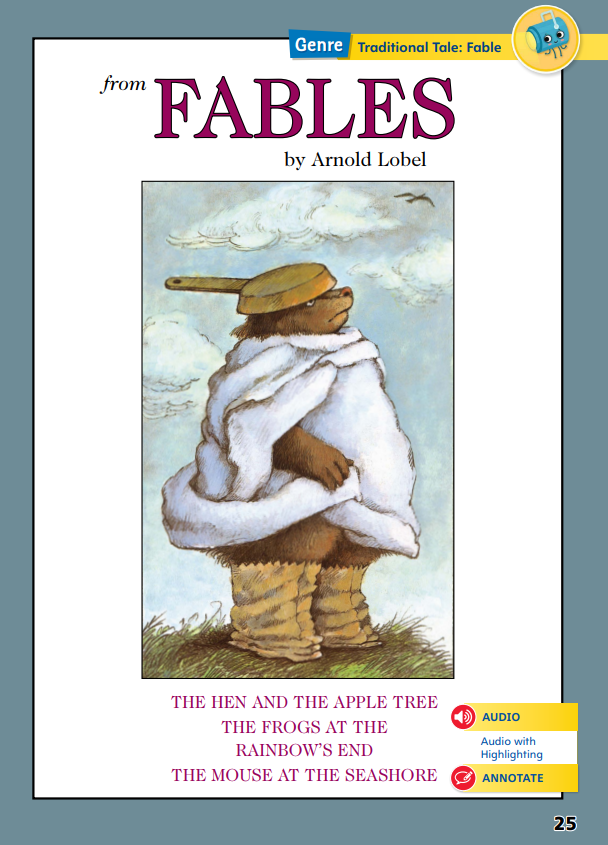 Genre Traditional Tale: Fable
from FABLES
by Arnold Lobel
THE HEN AND THE APPLE TREE
THE FROGS AT THE
RAINBOW'S END
THE MOUSE AT THE SEASHORE
AUDIO
Audio with
Highlighting
ANNOTATE
25